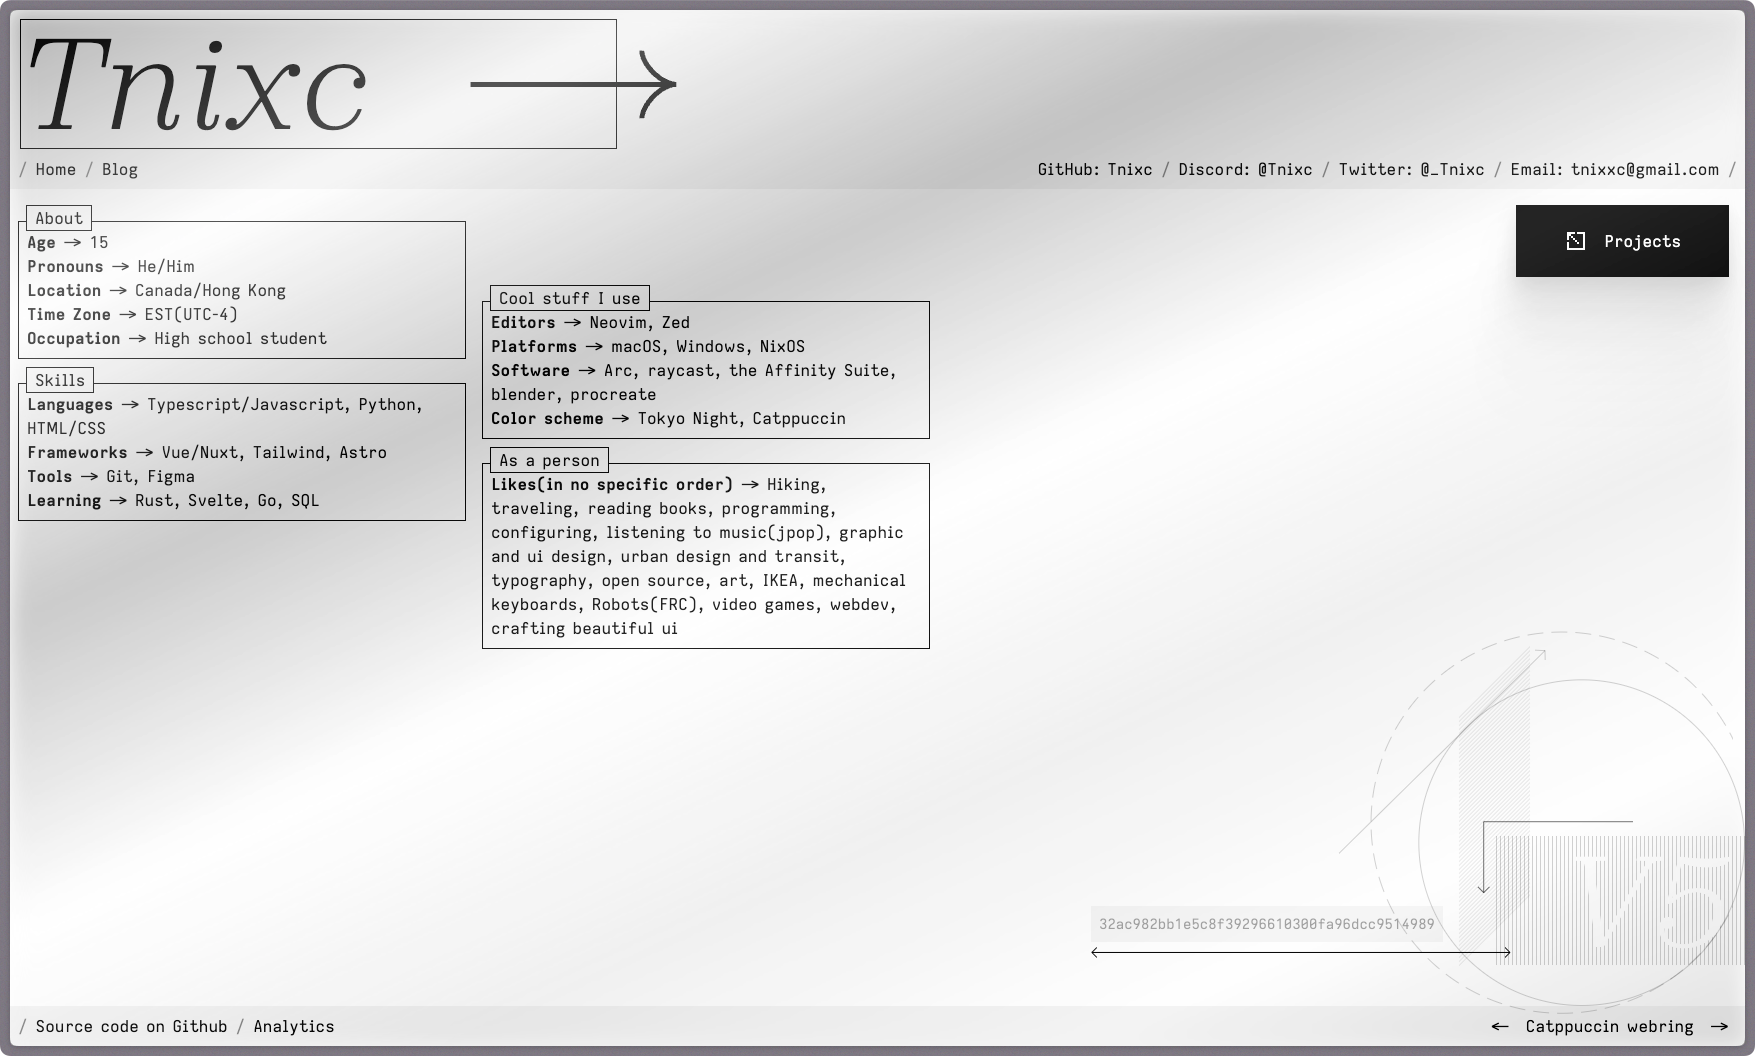 Tnixc
/ Home / Blog
GitHub: Tnixc / Discord: @Tnixc / Twitter: @_Tnixc / Email: tnixxc@gmail.com /
About
Age → 15
Pronouns → He/Him
Location → Canada/Hong Kong
Time Zone → EST(UTC-4)
Occupation → High school student
Skills
Languages → Typescript/Javascript, Python,
HTML/CSS
Frameworks → Vue/Nuxt, Tailwind, Astro
Tools → Git, Figma
Learning → Rust, Svelte, Go, SQL
Cool stuff I use
Editors → Neovim, Zed
Platforms → macOS, Windows, NixOS
Software → Arc, raycast, the Affinity Suite,
blender, procreate
Color scheme → Tokyo Night, Catppuccin
As a person
Likes(in no specific order) → Hiking,
traveling, reading books, programming,
configuring, listening to music(jpop), graphic
and ui design, urban design and transit,
typography, open source, art, IKEA, mechanical
keyboards, Robots(FRC), video games, webdev,
crafting beautiful ui
Projects
V5
32ac982bb1e5c8f39296610300fa96dcc9514989
/ Source code on Github / Analytics
← Catppuccin webring →